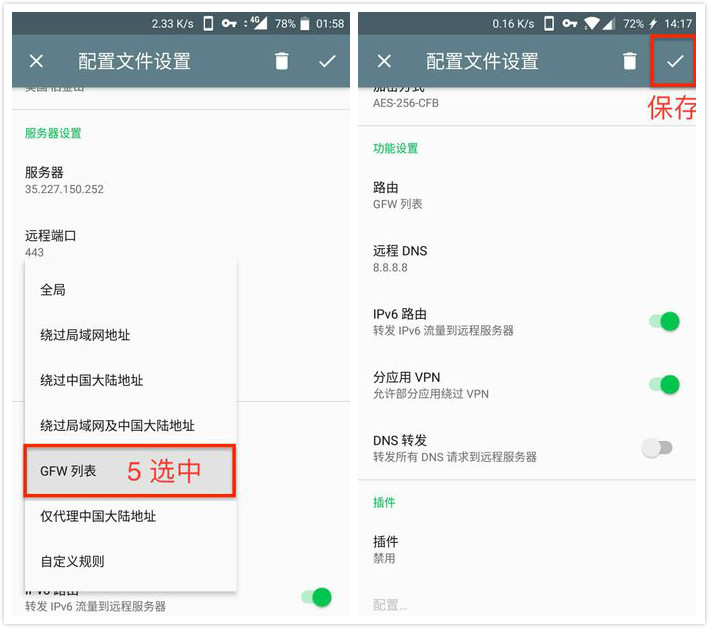 2.33 K/s 4G 78% 01:58
配置文件设置
服务器设置
服务器
35.227.150.252
远程端口
443
全局
绕过局域网地址
绕过中国大陆地址
绕过局域网及中国大陆地址
GFW 列表 5 选中
仅代理中国大陆地址
自定义规则
IPv6 路由
转发 IPv6 流量到远程服务器
0.16 K/s 72% 14:17
配置文件设置
保存
加密方式
AES-256-CFB
功能设置
路由
GFW 列表
远程 DNS
8.8.8.8
IPv6 路由
转发 IPv6 流量到远程服务器
分应用 VPN
允许部分应用绕过 VPN
DNS 转发
转发所有 DNS 请求到远程服务器
插件
插件
禁用
配置...